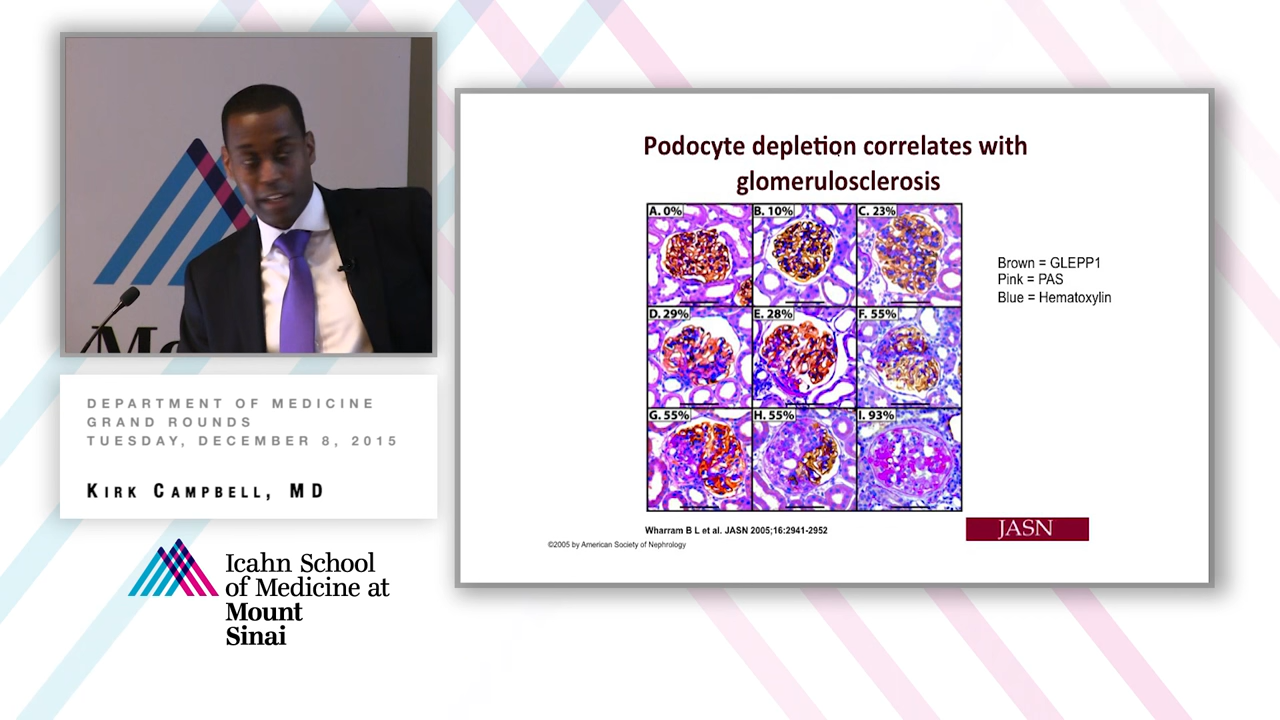 DEPARTMENT OF MEDICINE
GRAND ROUNDS
TUESDAY, DECEMBER 8, 2015
KIRK CAMPBELL, MD
Icahn School
of Medicine at
Mount
Sinai
Podocyte depletion correlates with
glomerulosclerosis
A. 0% B. 10% C. 23%
D. 29% E. 28% F. 55%
G. 55% H. 55% I. 93%
Brown = GLEPP1
Pink = PAS
Blue = Hematoxylin
Wharram B L et al. JASN 2005;16:2941-2952
©2005 by American Society of Nephrology
JASN